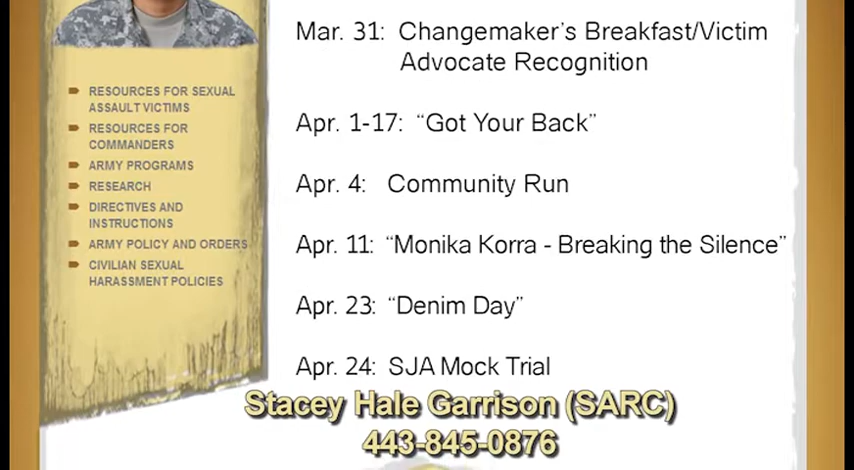 RESOURCES FOR SEXUAL
ASSAULT VICTIMS
RESOURCES FOR
COMMANDERS
ARMY PROGRAMS
RESEARCH
DIRECTIVES AND
INSTRUCTIONS
ARMY POLICY AND ORDERS
CIVILIAN SEXUAL
HARASSMENT POLICIES
Mar. 31: Changemaker's Breakfast/Victim
Advocate Recognition
Apr. 1-17: "Got Your Back"
Apr. 4: Community Run
Apr. 11: "Monika Korra - Breaking the Silence"
Apr. 23: "Denim Day"
Apr. 24: SJA Mock Trial
Stacey Hale Garrison (SARC)
443-845-0876